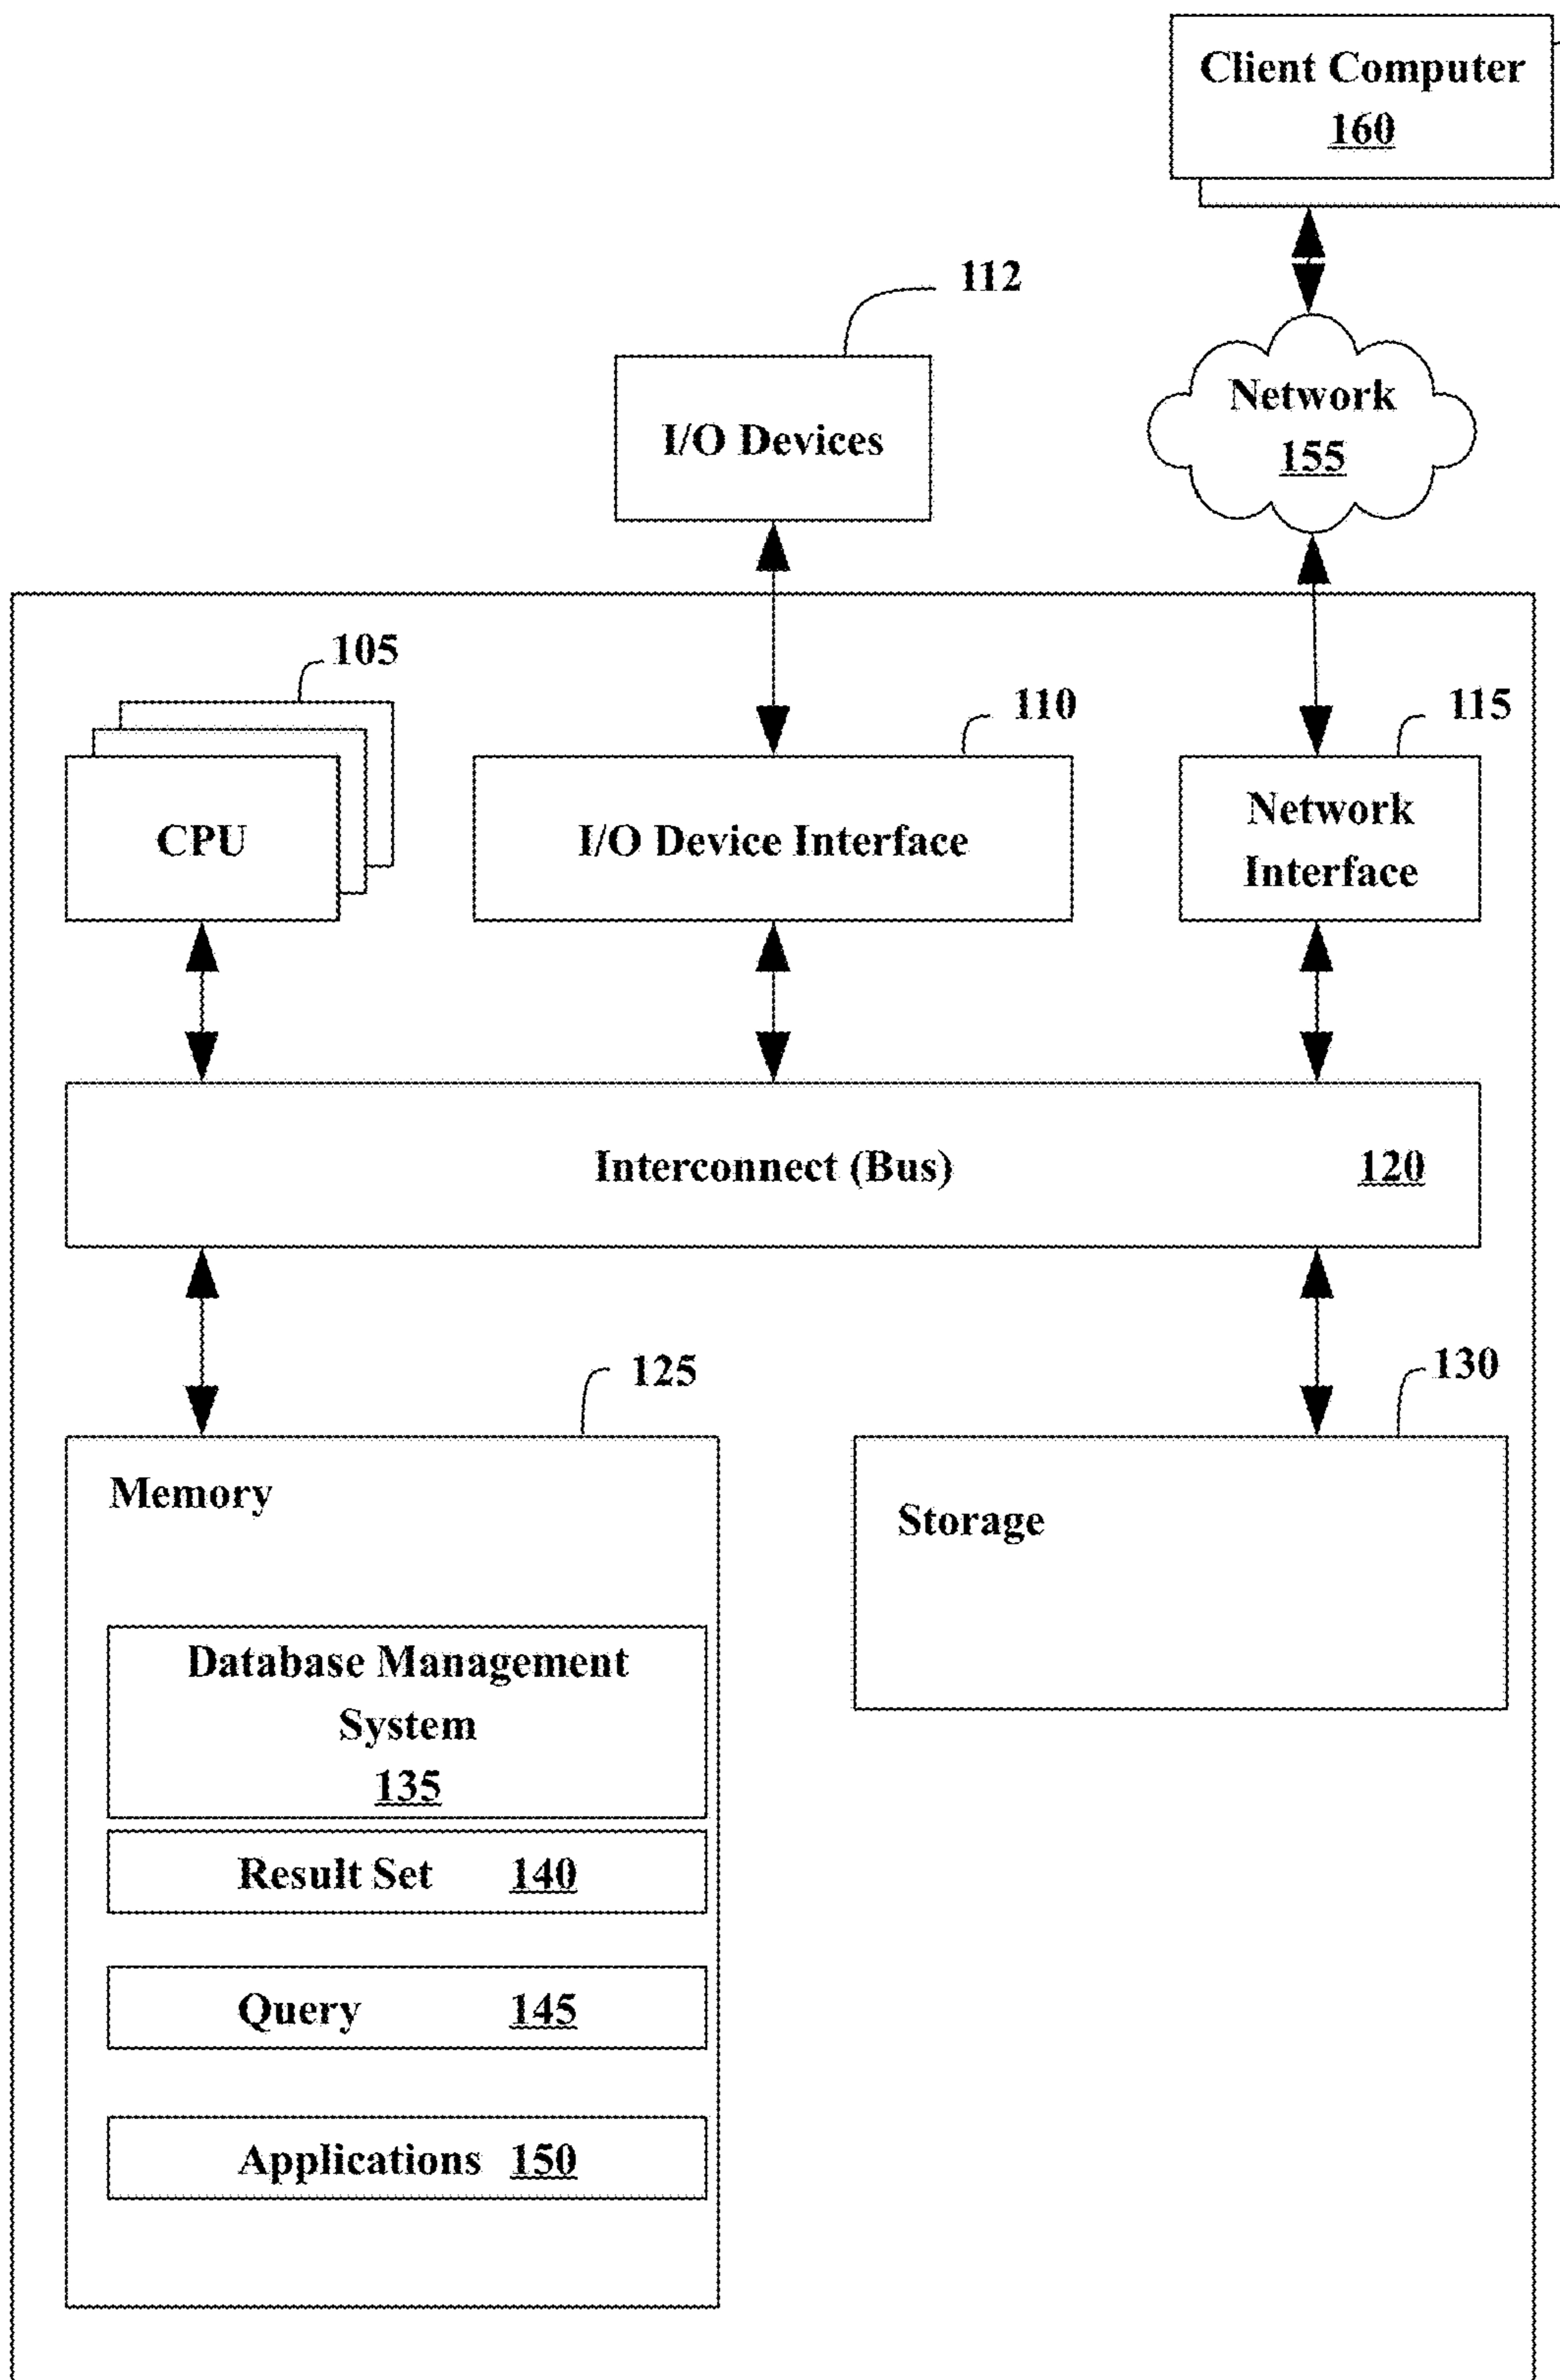 Client Computer
160
112
I/O Devices
Network
155
105
110
115
CPU
I/O Device Interface
Network
Interface
Interconnect (Bus)
120
125
130
Memory
Storage
Database Management
System
135
Result Set 140
Query 145
Applications 150